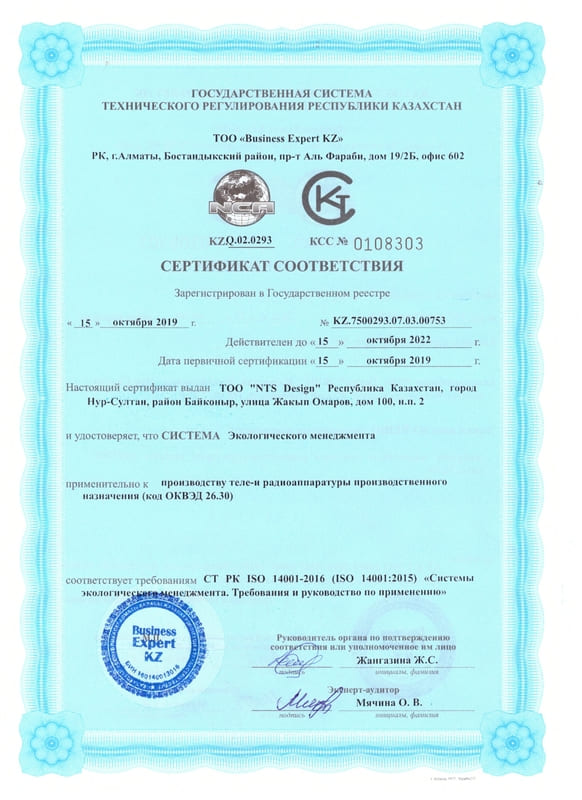 ГОСУДАРСТВЕННАЯ СИСТЕМА
ТЕХНИЧЕСКОГО РЕГУЛИРОВАНИЯ РЕСПУБЛИКИ КАЗАХСТАН
ТОО «Business Expert KZ»
РК, г.Алматы, Бостандыкский район, пр-т Аль Фараби, дом 19/2Б, офис 602
NCA
KZQ.02.0293 КСС № 0108303
СЕРТИФИКАТ СООТВЕТСТВИЯ
Зарегистрирован в Государственном реестре
« 15 » октября 2019 г. № KZ.7500293.07.03.00753
Действителен до « 15 » октября 2022 г.
Дата первичной сертификации « 15 » октября 2019 г.
Настоящий сертификат выдан ТОО "NTS Design" Республика Казахстан, город
Нур-Султан, район Байконыр, улица Жакып Омаров, дом 100, н.п. 2
и удостоверяет, что СИСТЕМА Экологического менеджмента
применительно к производству теле-и радиоаппаратуры производственного
назначения (код ОКВЭД 26.30)
соответствует требованиям СТ РК ISO 14001-2016 (ISO 14001:2015) «Системы
экологического менеджмента. Требования и руководство по применению»
Business
Expert
KZ
Руководитель органа по подтверждению
соответствия или уполномоченное им лицо
Жангазина Ж.С.
подпись инициалы, фамилия
Эксперт-аудитор
Мячина О. В.
подпись инициалы, фамилия